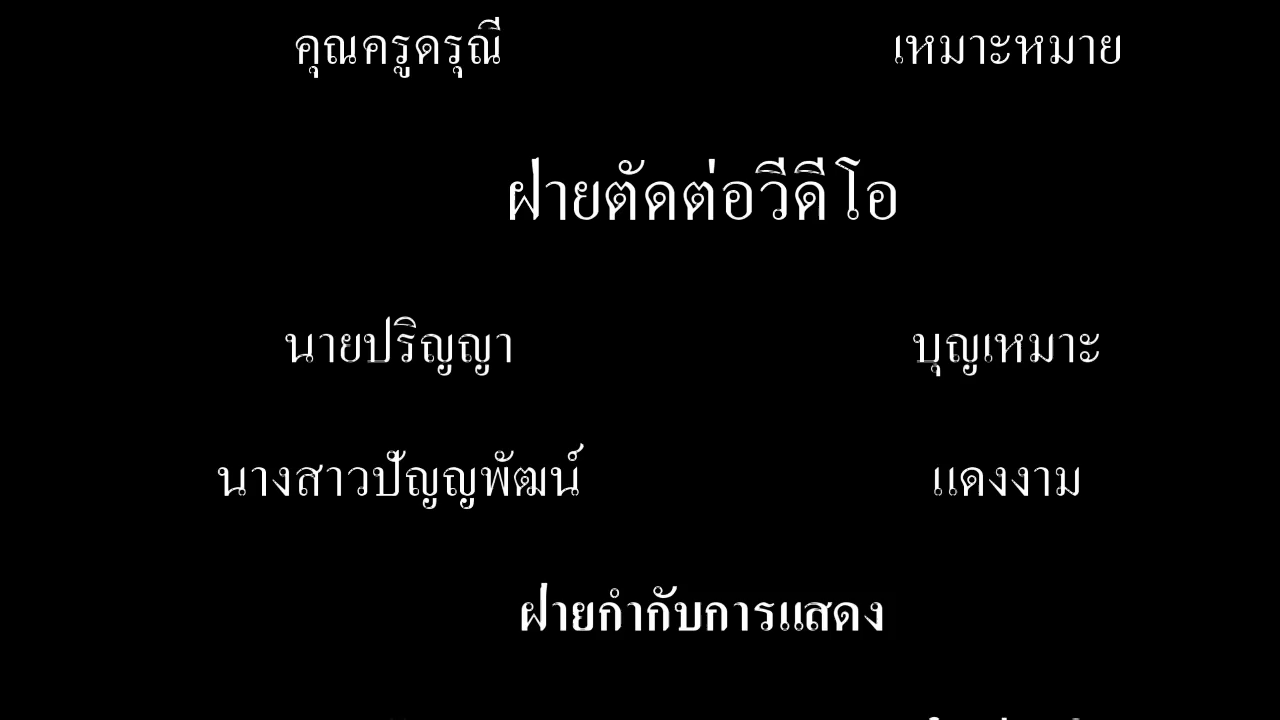 คุณครูดรุณี เหมาะหมาย
ฝ่ายตัดต่อวีดีโอ
นายปริญญา บุญเหมาะ
นางสาวปัญญพัฒน์ แดงงาม
ฝ่ายกำกับการแสดง